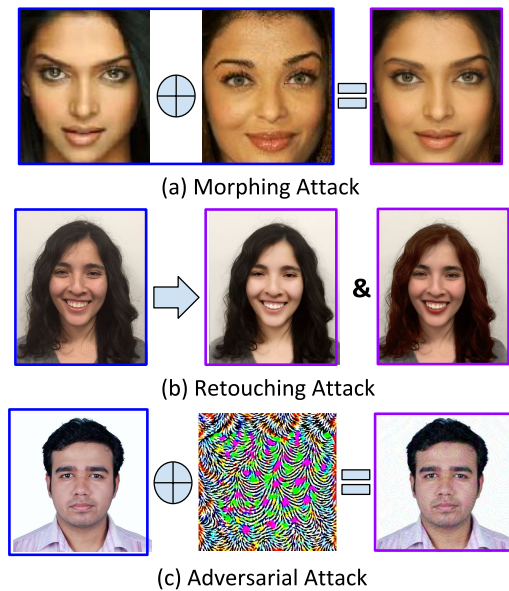 (a) Morphing Attack
&
(b) Retouching Attack
(c) Adversarial Attack